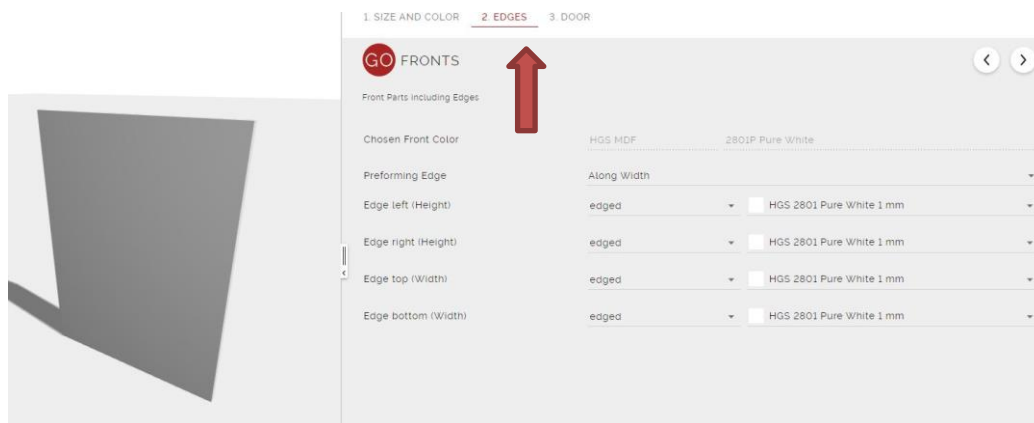 1. SIZE AND COLOR 2. EDGES 3. DOOR
GO FRONTS
Front Parts including Edges
Chosen Front Color HGS MDF 2801P Pure White
Preforming Edge Along Width
Edge left (Height) edged HGS 2801 Pure White 1 mm
Edge right (Height) edged HGS 2801 Pure White 1 mm
Edge top (Width) edged HGS 2801 Pure White 1 mm
Edge bottom (Width) edged HGS 2801 Pure White 1 mm